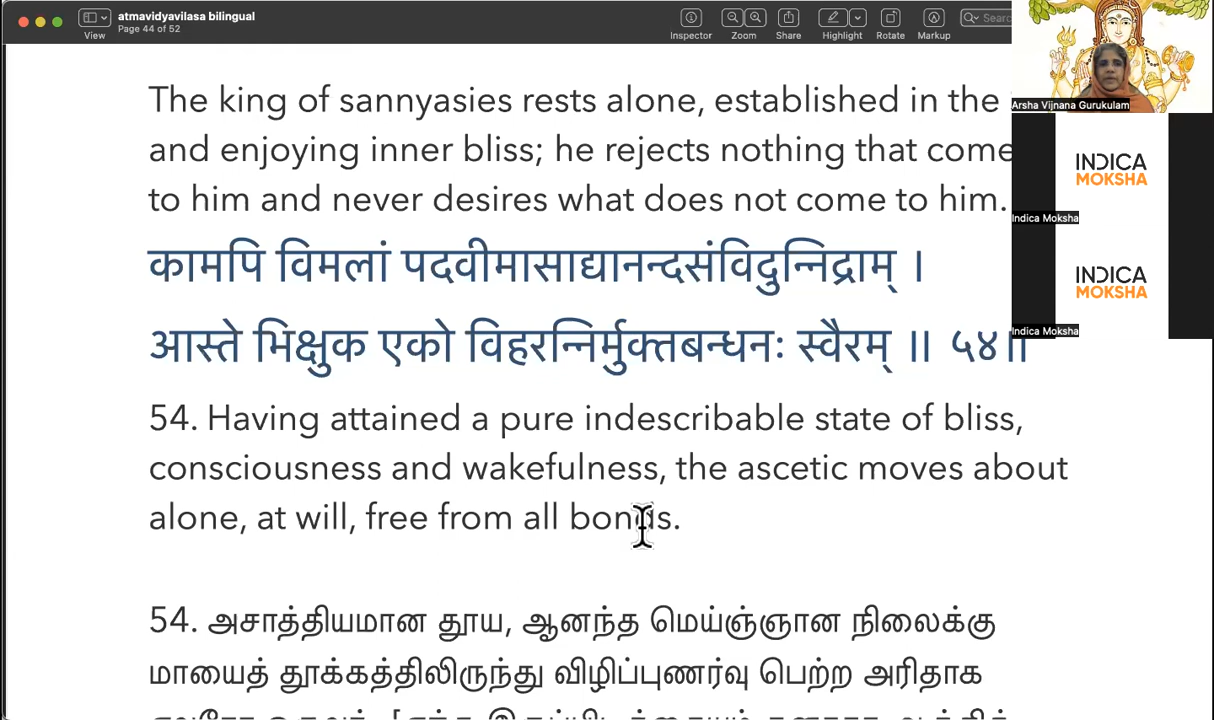 atmavidyavilasa bilingual
Page 44 of 52
View
Inspector
Zoom
Share
Highlight
Rotate
Markup
Searc
Arsha Vijnana Gurukulam
INDICA
MOKSHA
Indica Moksha
INDICA
MOKSHA
Indica Moksha
The king of sannyasies rests alone, established in the
and enjoying inner bliss; he rejects nothing that come
to him and never desires what does not come to him.
कामपि विमलां पदवीमासाद्यानन्दसंविदुन्निद्राम् ।
आस्ते भिक्षुक एको विहरन्निर्मुक्तबन्धनः स्वैरम् ॥ ५४॥
54. Having attained a pure indescribable state of bliss,
consciousness and wakefulness, the ascetic moves about
alone, at will, free from all bonds.
54. அசாத்தியமான தூய, ஆனந்த மெய்ஞ்ஞான நிலைக்கு
மாயைத் தூக்கத்திலிருந்து விழிப்புணர்வு பெற்ற அரிதாக